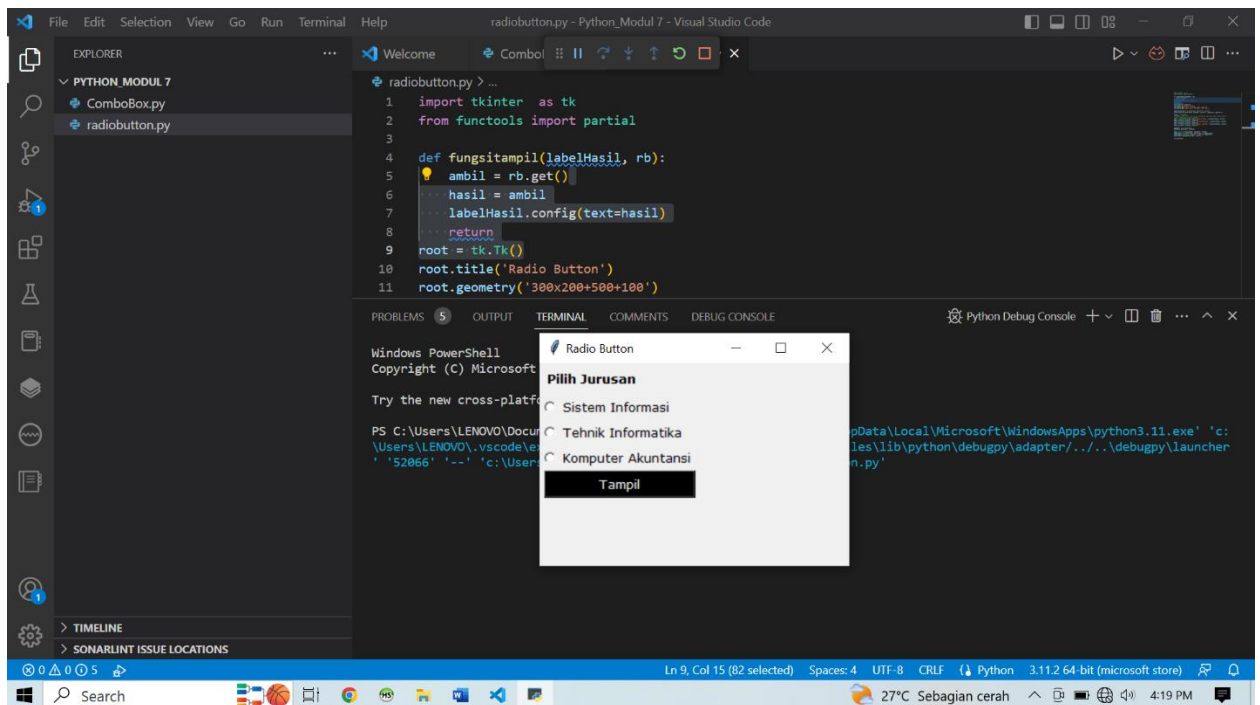 File Edit Selection View Go Run Terminal Help radiobutton.py - Python_Modul 7 - Visual Studio Code
EXPLORER
PYTHON_MODUL 7
ComboBox.py
radiobutton.py
TIMELINE
SONARLINT ISSUE LOCATIONS
Welcome
radiobutton.py > ...
1 import tkinter  as tk
2 from functools import partial
3
4 def fungsitampil(labelHasil, rb):
5     ambil = rb.get()
6     hasil = ambil
7     labelHasil.config(text=hasil)
8     return
9 root = tk.Tk()
10 root.title('Radio Button')
11 root.geometry('300x200+500+100')
PROBLEMS 5 OUTPUT TERMINAL COMMENTS DEBUG CONSOLE Python Debug Console
Windows PowerShell
Copyright (C) Microsoft
Try the new
PS C:\Users\LENOVO\ \Local\Microsoft\WindowsApps\python3.11.exe' 'c:
\Users\LENOVO\.vscode\ \lib\python\debugpy\adapter/../..\debugpy\launcher
' '52066' '--' 'c:\ .py'
Radio Button
Pilih Jurusan
Sistem Informasi
Tehnik Informatika
Komputer Akuntansi
Tampil
0 0 5 Ln 9, Col 15 (82 selected) Spaces: 4 UTF-8 CRLF Python 3.11.2 64-bit (microsoft store)
Search 27°C Sebagian cerah 4:19 PM